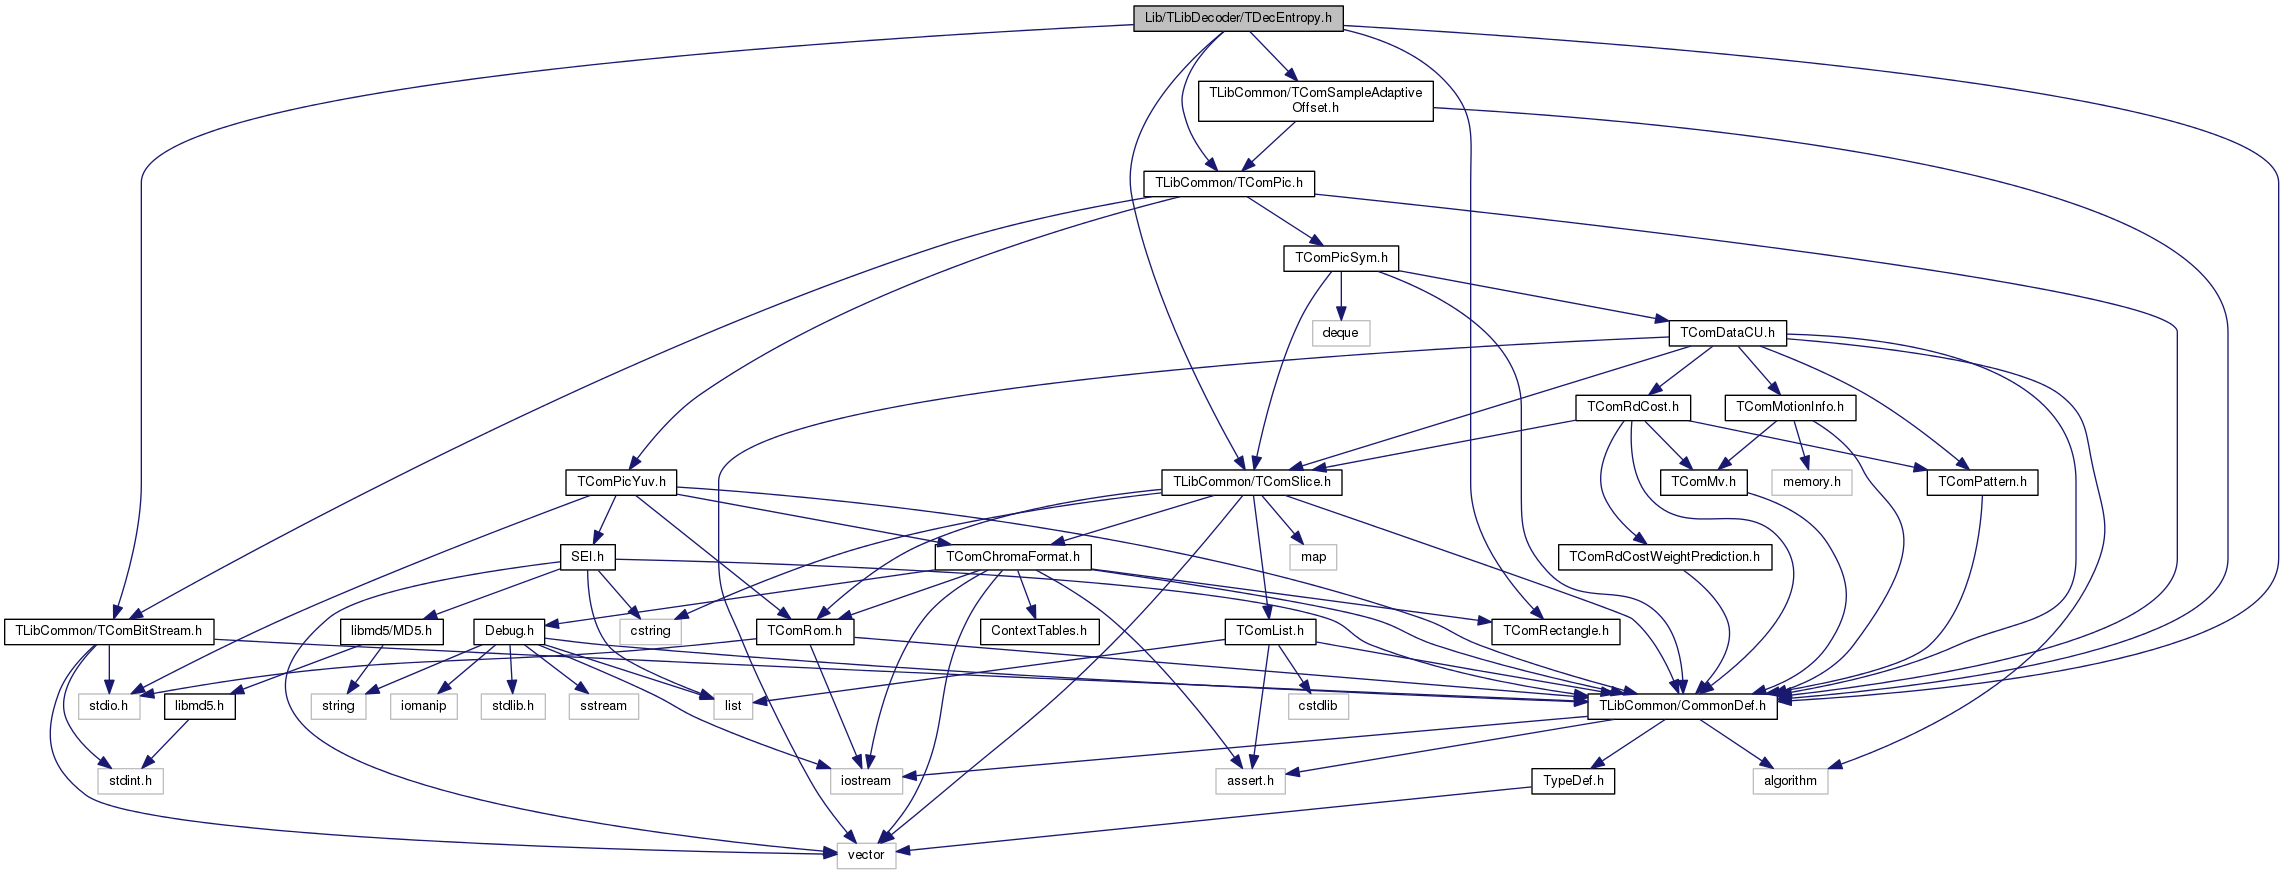 Lib/TLibDecoder/TDecEntropy.h
TLibCommon/TComSampleAdaptive
Offset.h
TLibCommon/TComPic.h
TComPicSym.h
deque
TComDataCU.h
TComRdCost.h
TComMotionInfo.h
TComPicYuv.h
TLibCommon/TComSlice.h
TComMv.h
memory.h
TComPattern.h
SEI.h
TComChromaFormat.h
map
TComRdCostWeightPrediction.h
TLibCommon/TComBitStream.h
libmd5/MD5.h
Debug.h
cstring
TComRom.h
ContextTables.h
TComList.h
TComRectangle.h
stdio.h
libmd5.h
string
iomanip
stdlib.h
sstream
list
cstdlib
TLibCommon/CommonDef.h
stdint.h
iostream
assert.h
TypeDef.h
algorithm
vector